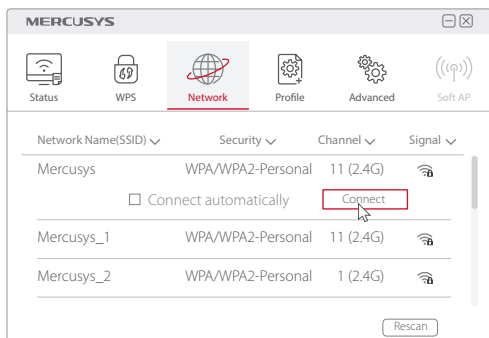 MERCUSYS
Status WPS Network Profile Advanced Soft AP
Network Name(SSID) Security Channel Signal
Mercusys WPA/WPA2-Personal 11 (2.4G)
Connect automatically Connect
Mercusys_1 WPA/WPA2-Personal 11 (2.4G)
Mercusys_2 WPA/WPA2-Personal 1 (2.4G)
Rescan